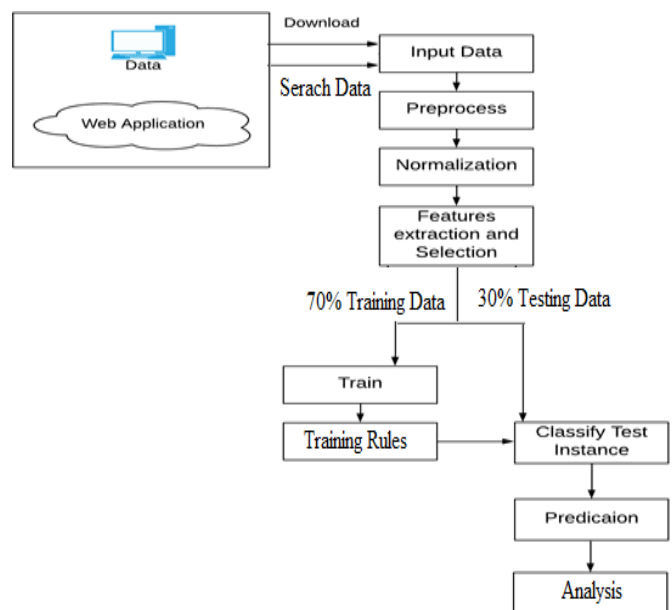 Download
Data
Serach Data
Web Application
Input Data
Preprocess
Normalization
Features
extraction and
Selection
70% Training Data
30% Testing Data
Train
Training Rules
Classify Test
Instance
Predicaion
Analysis